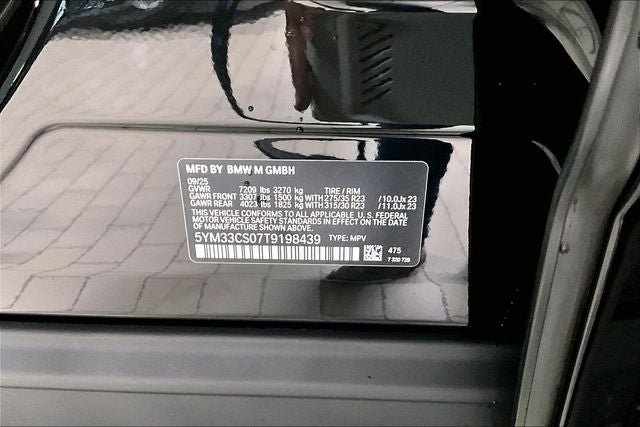 MFD BY BMW M GMBH
09/25
GVWR 7209 lbs 3270 kg TIRE / RIM
GAWR FRONT 3307 lbs 1500 kg WITH 275/35 R23 /10.0Jx 23
GAWR REAR 4023 lbs 1825 kg WITH 315/30 R23 /11.0Jx 23
THIS VEHICLE CONFORMS TO ALL APPLICABLE U. S. FEDERAL
MOTOR VEHICLE SAFETY STANDARDS IN EFFECT ON THE DATE
OF MANUFACTURE SHOWN ABOVE.
5YM33CS07T9198439 TYPE: MPV
475
7 320 720